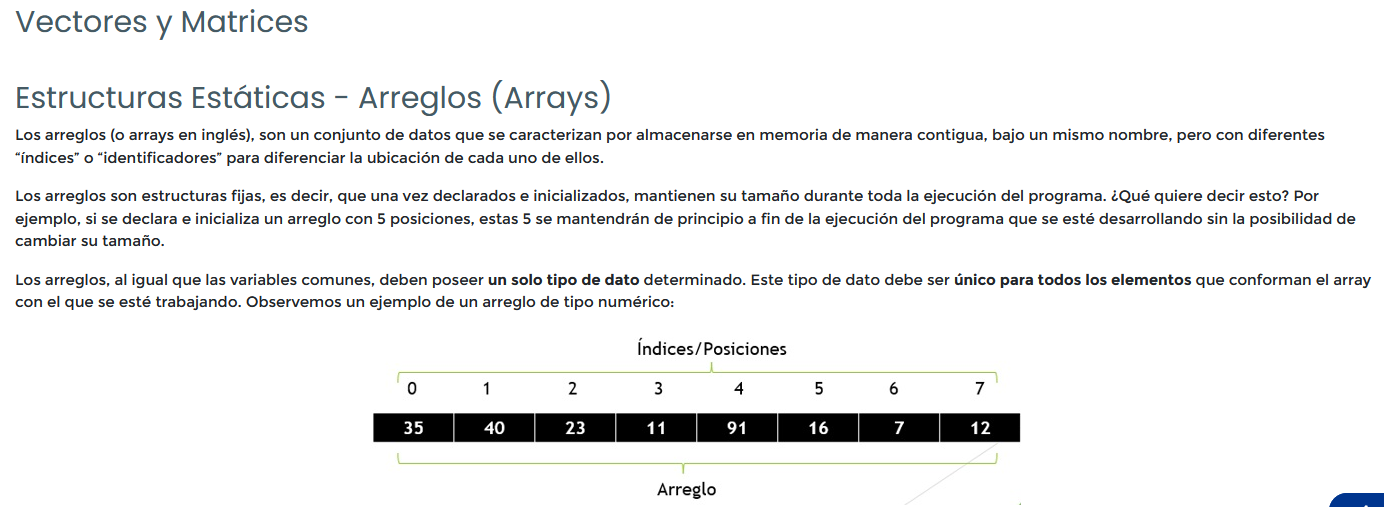 Vectores y Matrices
Estructuras Estáticas - Arreglos (Arrays)
Los arreglos (o arrays en inglés), son un conjunto de datos que se caracterizan por almacenarse en memoria de manera contigua, bajo un mismo nombre, pero con diferentes
“índices” o “identificadores” para diferenciar la ubicación de cada uno de ellos.
Los arreglos son estructuras fijas, es decir, que una vez declarados e inicializados, mantienen su tamaño durante toda la ejecución del programa. ¿Qué quiere decir esto? Por
ejemplo, si se declara e inicializa un arreglo con 5 posiciones, estas 5 se mantendrán de principio a fin de la ejecución del programa que se esté desarrollando sin la posibilidad de
cambiar su tamaño.
Los arreglos, al igual que las variables comunes, deben poseer un solo tipo de dato determinado. Este tipo de dato debe ser único para todos los elementos que conforman el array
con el que se esté trabajando. Observemos un ejemplo de un arreglo de tipo numérico:
Índices/Posiciones
0 1 2 3 4 5 6 7
35 40 23 11 91 16 7 12
Arreglo